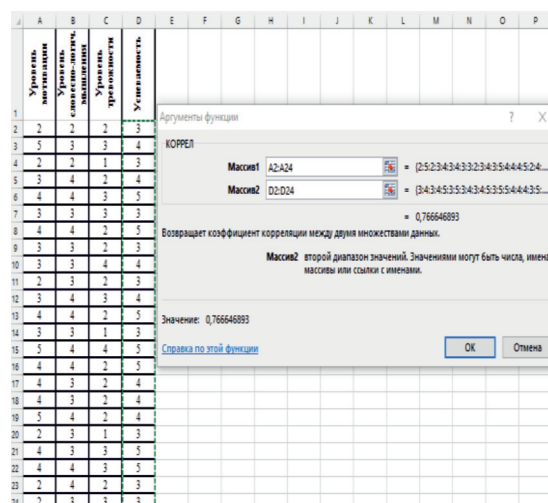 A B C D E F G H I J K L M N O P
1 Уровень мотивации Уровень словесно-логич. мышления Уровень тревожности Успеваемость
2 2 2 2 3
3 5 3 3 4
4 2 2 1 3
5 3 4 2 4
6 4 4 3 5
7 3 3 3 3
8 4 4 2 5
9 3 3 2 3
10 3 3 4 4
11 2 3 2 3
12 3 4 3 4
13 4 4 2 5
14 3 3 1 3
15 5 4 4 5
16 4 4 2 5
17 4 3 2 4
18 4 3 2 4
19 5 4 2 4
20 2 3 1 3
21 4 3 3 5
22 4 4 3 5
23 2 4 2 3
24 2 3 3 3
Аргументы функции ? X
КОРРЕЛ
Массив1 A2:A24 = {2:5:2:3:4:3:4:3:3:2:3:4:3:5:4:4:4:5:2:4:...
Массив2 D2:D24 = {3:4:3:4:5:3:5:3:4:3:4:5:3:5:5:4:4:4:3:5:...
= 0,766646893
Возвращает коэффициент корреляции между двумя множествами данных.
Массив2 второй диапазон значений. Значениями могут быть числа, имена,
массивы или ссылки с именами.
Значение: 0,766646893
Справка по этой функции
ОК Отмена